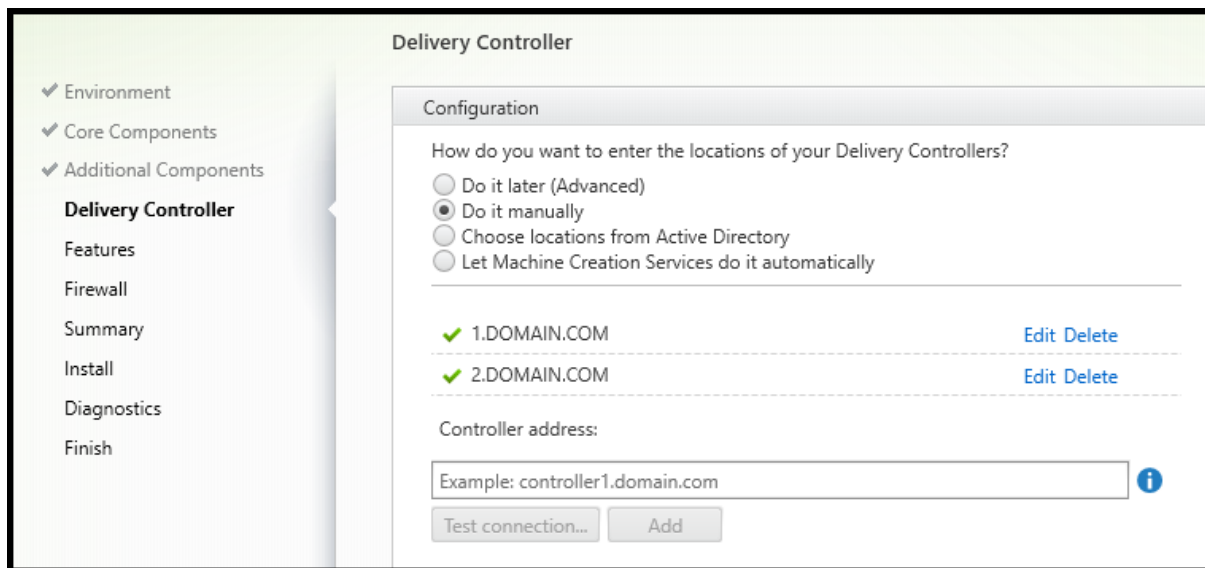 Delivery Controller
Environment
Core Components
Additional Components
Delivery Controller
Features
Firewall
Summary
Install
Diagnostics
Finish
Configuration
How do you want to enter the locations of your Delivery Controllers?
Do it later (Advanced)
Do it manually
Choose locations from Active Directory
Let Machine Creation Services do it automatically
1.DOMAIN.COM Edit Delete
2.DOMAIN.COM Edit Delete
Controller address:
Example: controller1.domain.com
Test connection... Add